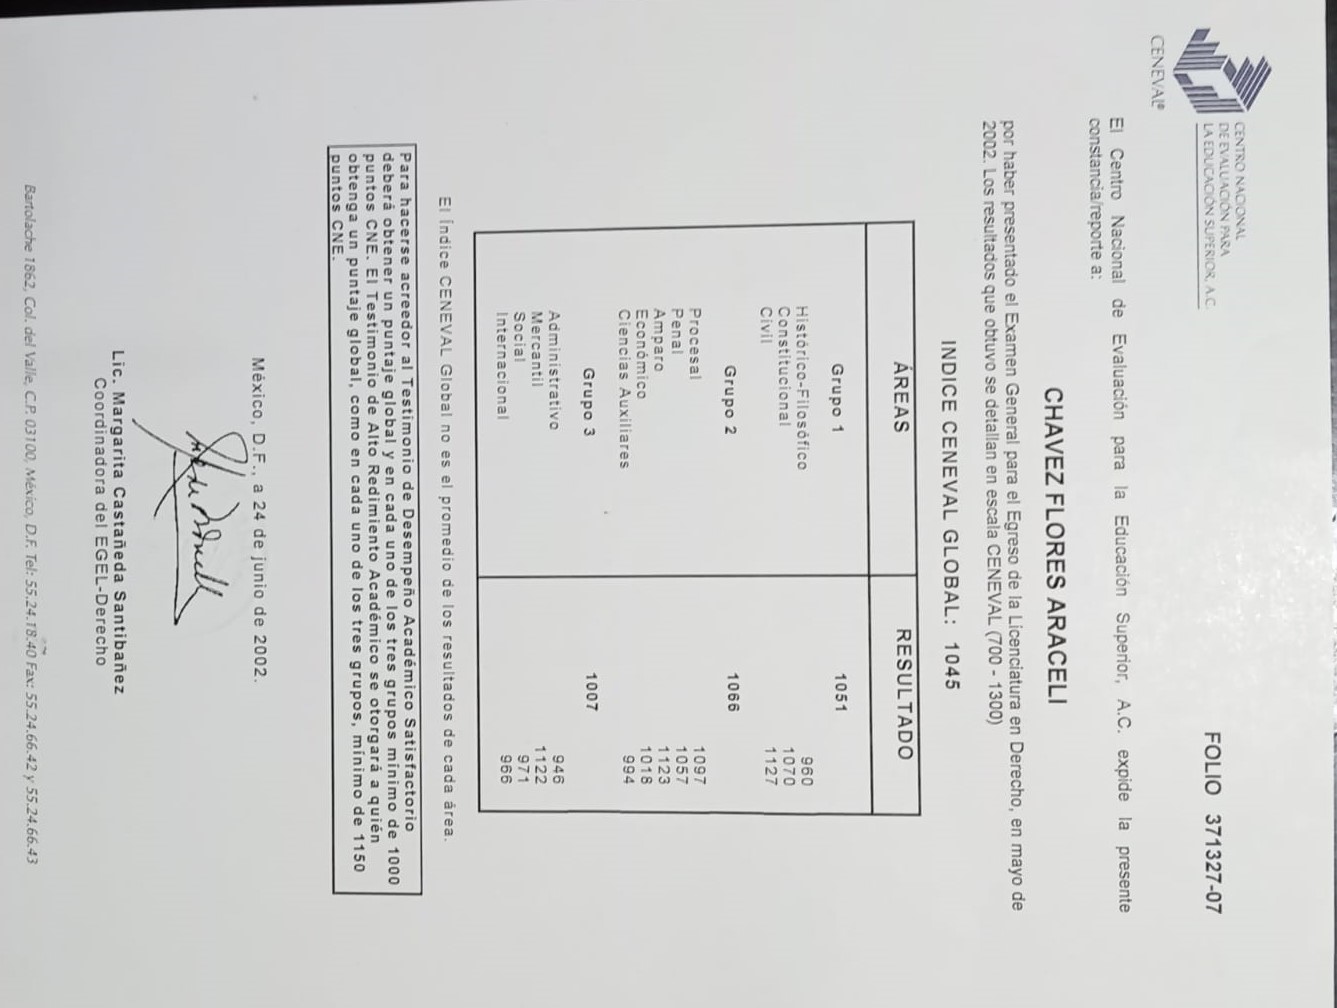 CENTRO NACIONAL
DE EVALUACIÓN PARA
LA EDUCACIÓN SUPERIOR, A.C.
CENEVAL®
FOLIO 371327-07
El Centro Nacional de Evaluación para la Educación Superior, A.C. expide la presente
constancia/reporte a:
CHAVEZ FLORES ARACELI
por haber presentado el Examen General para el Egreso de la Licenciatura en Derecho, en mayo de
2002. Los resultados que obtuvo se detallan en escala CENEVAL (700 - 1300)
INDICE CENEVAL GLOBAL: 1045
ÁREAS RESULTADO
Grupo 1 1051
Histórico-Filosófico 960
Constitucional 1070
Civil 1127
Grupo 2 1066
Procesal 1097
Penal 1057
Amparo 1123
Económico 1018
Ciencias Auxiliares 994
Grupo 3 1007
Administrativo 946
Mercantil 1122
Social 971
Internacional 966
El Índice CENEVAL Global no es el promedio de los resultados de cada área.
Para hacerse acreedor al Testimonio de Desempeño Académico Satisfactorio
deberá obtener un puntaje global y en cada uno de los tres grupos mínimo de 1000
puntos CNE. El Testimonio de Alto Redimiento Académico se otorgará a quién
obtenga un puntaje global, como en cada uno de los tres grupos, mínimo de 1150
puntos CNE.
México, D.F., a 24 de junio de 2002.
Lic. Margarita Castañeda Santibañez
Coordinadora del EGEL-Derecho
Bartolache 1862, Col. del Valle, C.P. 03100, México, D.F. Tel: 55.24.18.40 Fax: 55.24.66.42 y 55.24.66.43